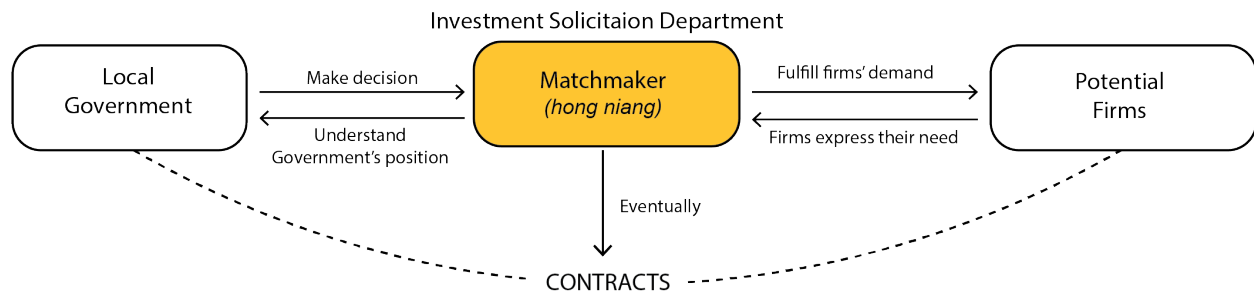 Investment Solicitaion Department
Local
Government
Make decision
Understand
Government's position
Matchmaker
(hong niang)
Fulfill firms' demand
Firms express their need
Potential
Firms
Eventually
CONTRACTS